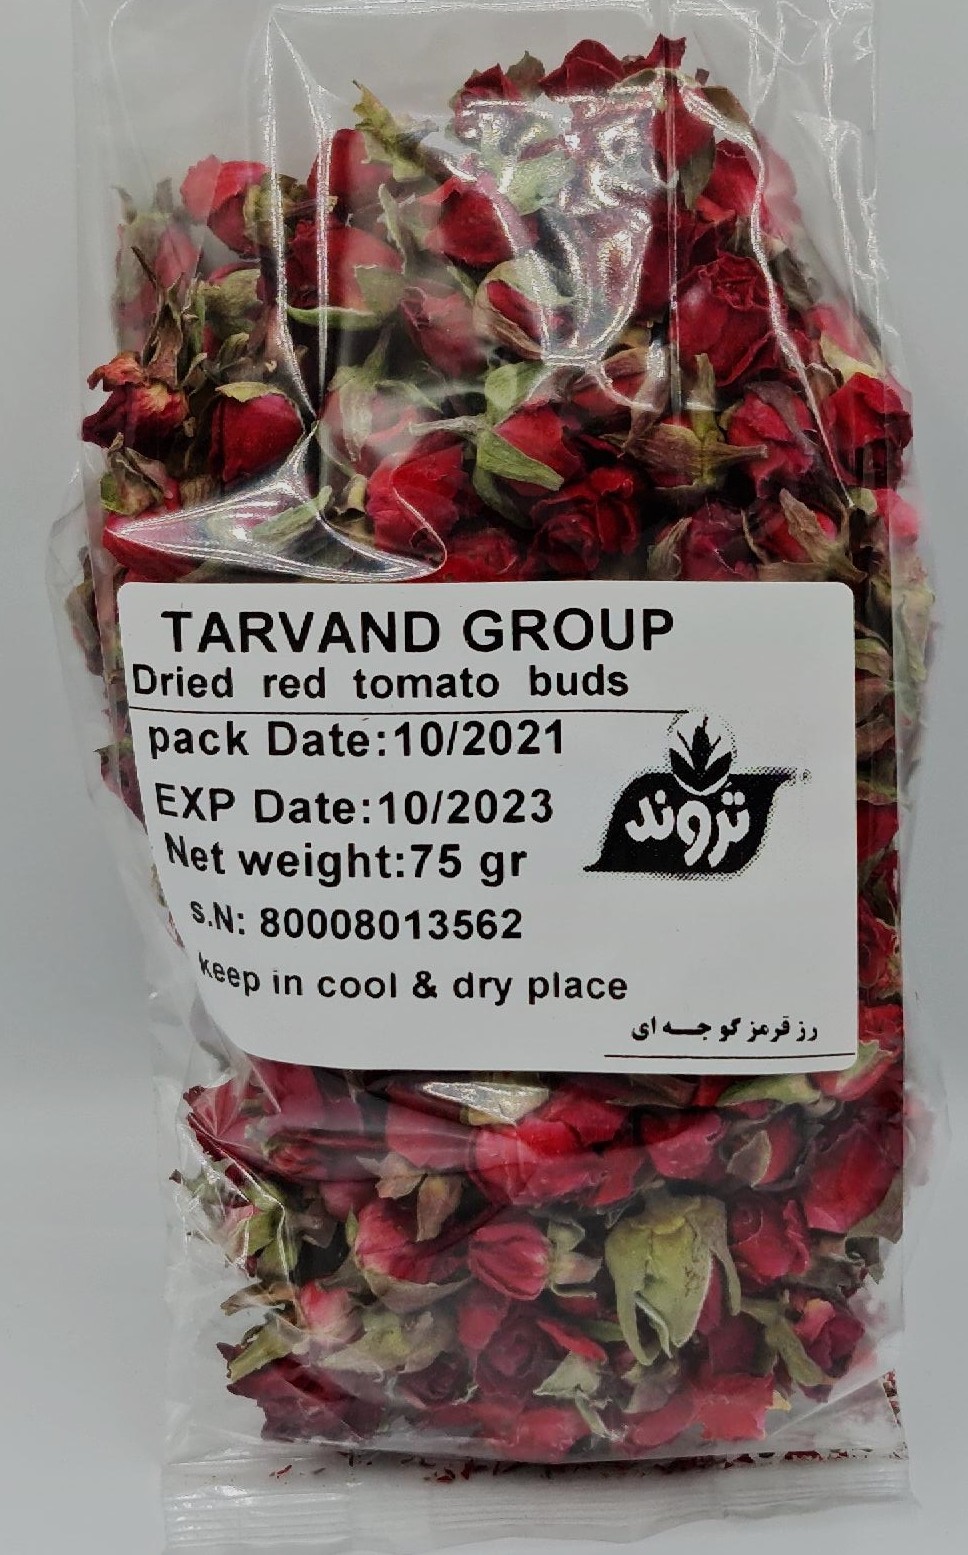 TARVAND GROUP
Dried red tomato buds
pack Date:10/2021
EXP Date:10/2023
Net weight:75 gr
تروند ®
s.N: 80008013562
keep in cool & dry place
رز قرمز گوجه ای